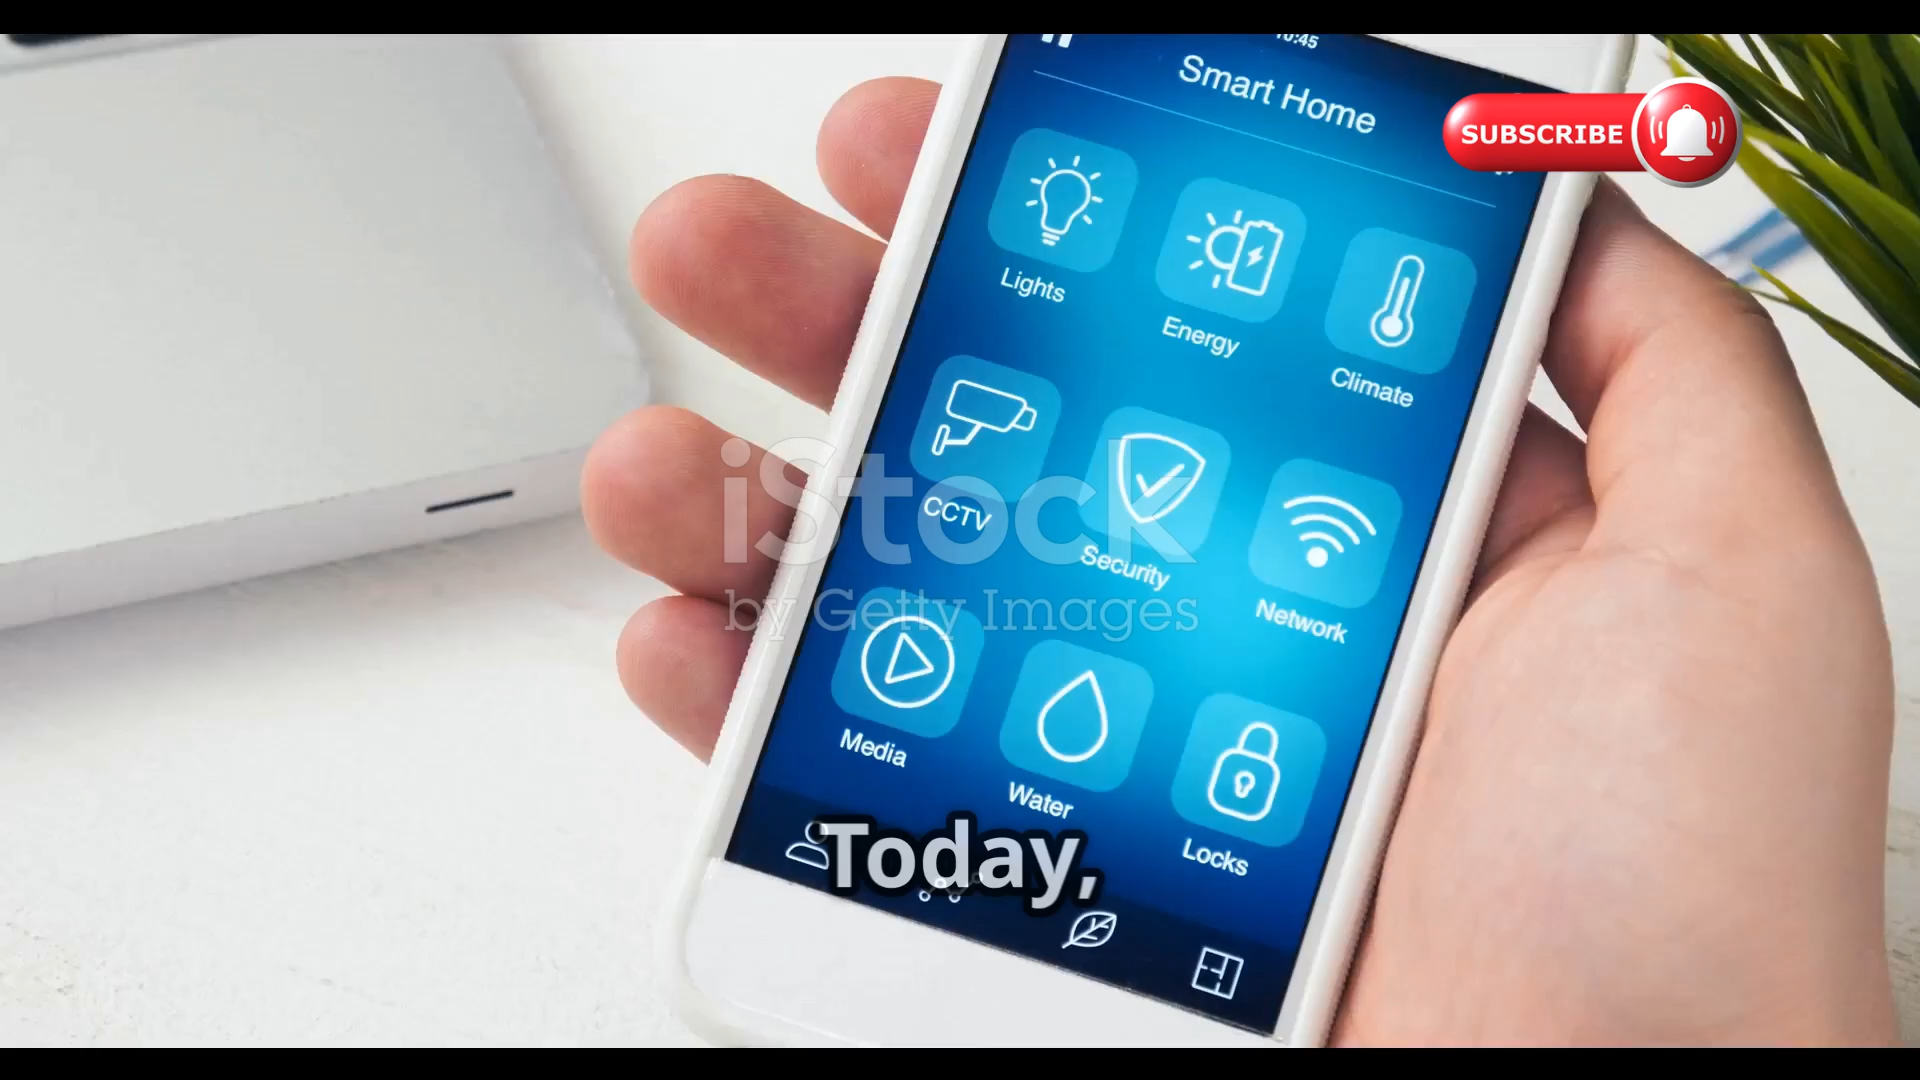 10:45
Smart Home
SUBSCRIBE
Lights
Energy
Climate
CCTV
Security
Network
iStock
by Getty Images
Media
Water
Locks
Today,